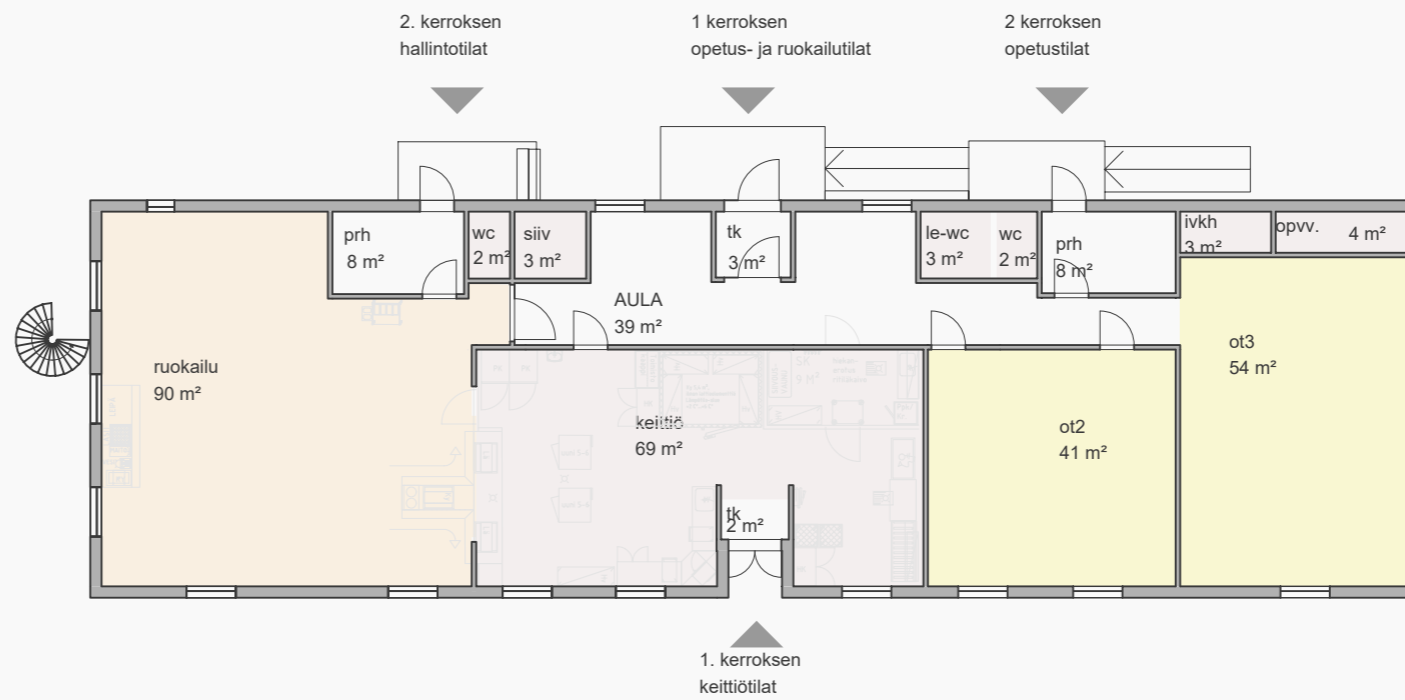 2. kerroksen
hallintotilat
1 kerroksen
opetus- ja ruokailutilat
2 kerroksen
opetustilat
prh
8 m²
wc
2 m²
siiv
3 m²
tk
3 m²
le-wc
3 m²
wc
2 m²
prh
8 m²
ivkh
3 m²
opvv.
4 m²
AULA
39 m²
ruokailu
90 m²
keittiö
69 m²
ot2
41 m²
ot3
54 m²
tk
2 m²
1. kerroksen
keittiötilat